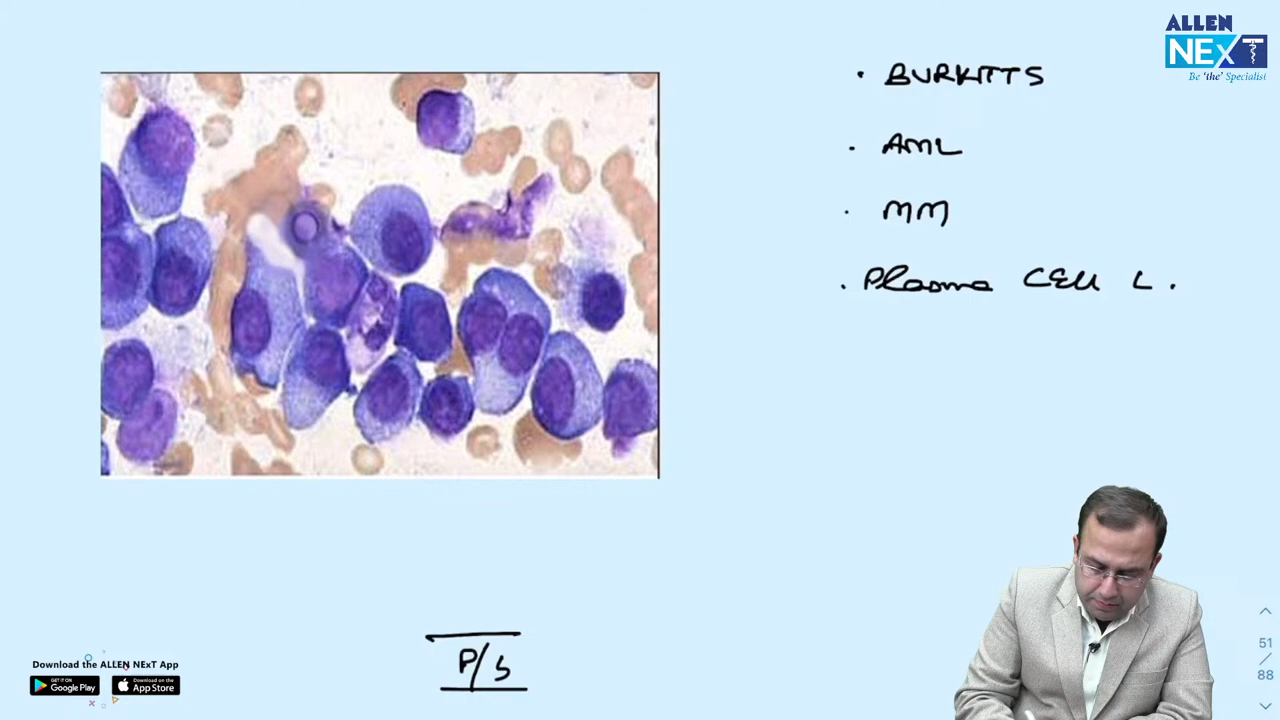 ALLEN
NEXT
Be 'the' Specialist
. BURKITTS
. AML
. MM
. Plasma CELL L.
P/S
Download the ALLEN NExT App
GET IT ON
Google Play
Download on the
App Store
51
/
88